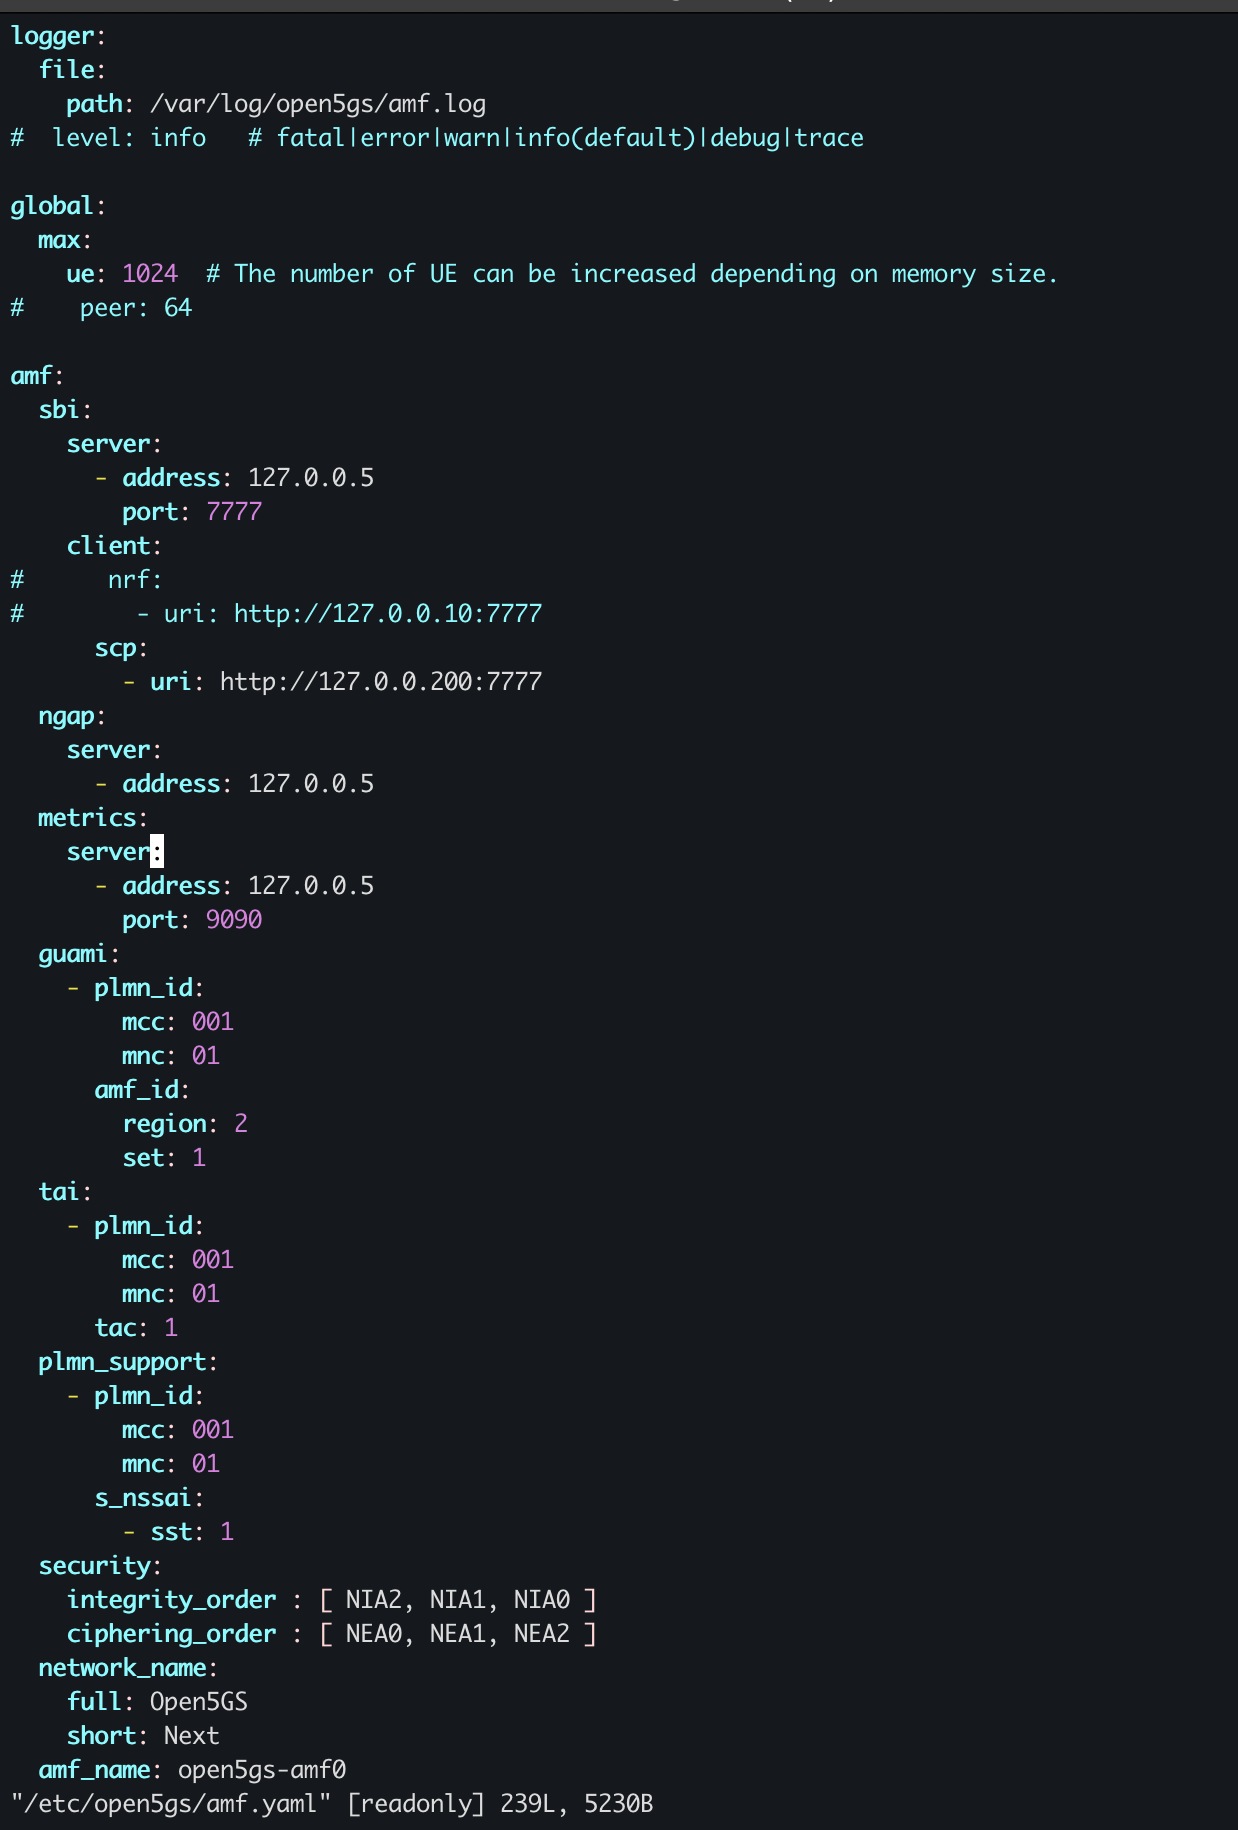 logger:
  file:
    path: /var/log/open5gs/amf.log
#  level: info   # fatal|error|warn|info(default)|debug|trace

global:
  max:
    ue: 1024  # The number of UE can be increased depending on memory size.
#    peer: 64

amf:
  sbi:
    server:
      - address: 127.0.0.5
        port: 7777
    client:
#      nrf:
#        - uri: http://127.0.0.10:7777
      scp:
        - uri: http://127.0.0.200:7777
  ngap:
    server:
      - address: 127.0.0.5
  metrics:
    server:
      - address: 127.0.0.5
        port: 9090
  guami:
    - plmn_id:
        mcc: 001
        mnc: 01
      amf_id:
        region: 2
        set: 1
  tai:
    - plmn_id:
        mcc: 001
        mnc: 01
      tac: 1
  plmn_support:
    - plmn_id:
        mcc: 001
        mnc: 01
      s_nssai:
        - sst: 1
  security:
    integrity_order : [ NIA2, NIA1, NIA0 ]
    ciphering_order : [ NEA0, NEA1, NEA2 ]
  network_name:
    full: Open5GS
    short: Next
  amf_name: open5gs-amf0
"/etc/open5gs/amf.yaml" [readonly] 239L, 5230B